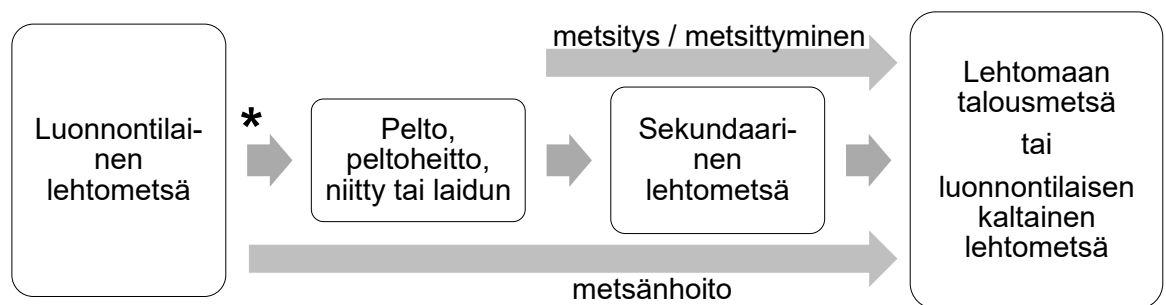 Luonnontilai-
nen
lehtometsä
*
Pelto,
peltoheitto,
niitty tai laidun
metsitys / metsittyminen
Sekundaari-
nen
lehtometsä
Lehtomaan
talousmetsä
tai
luonnontilaisen
kaltainen
lehtometsä
metsänhoito